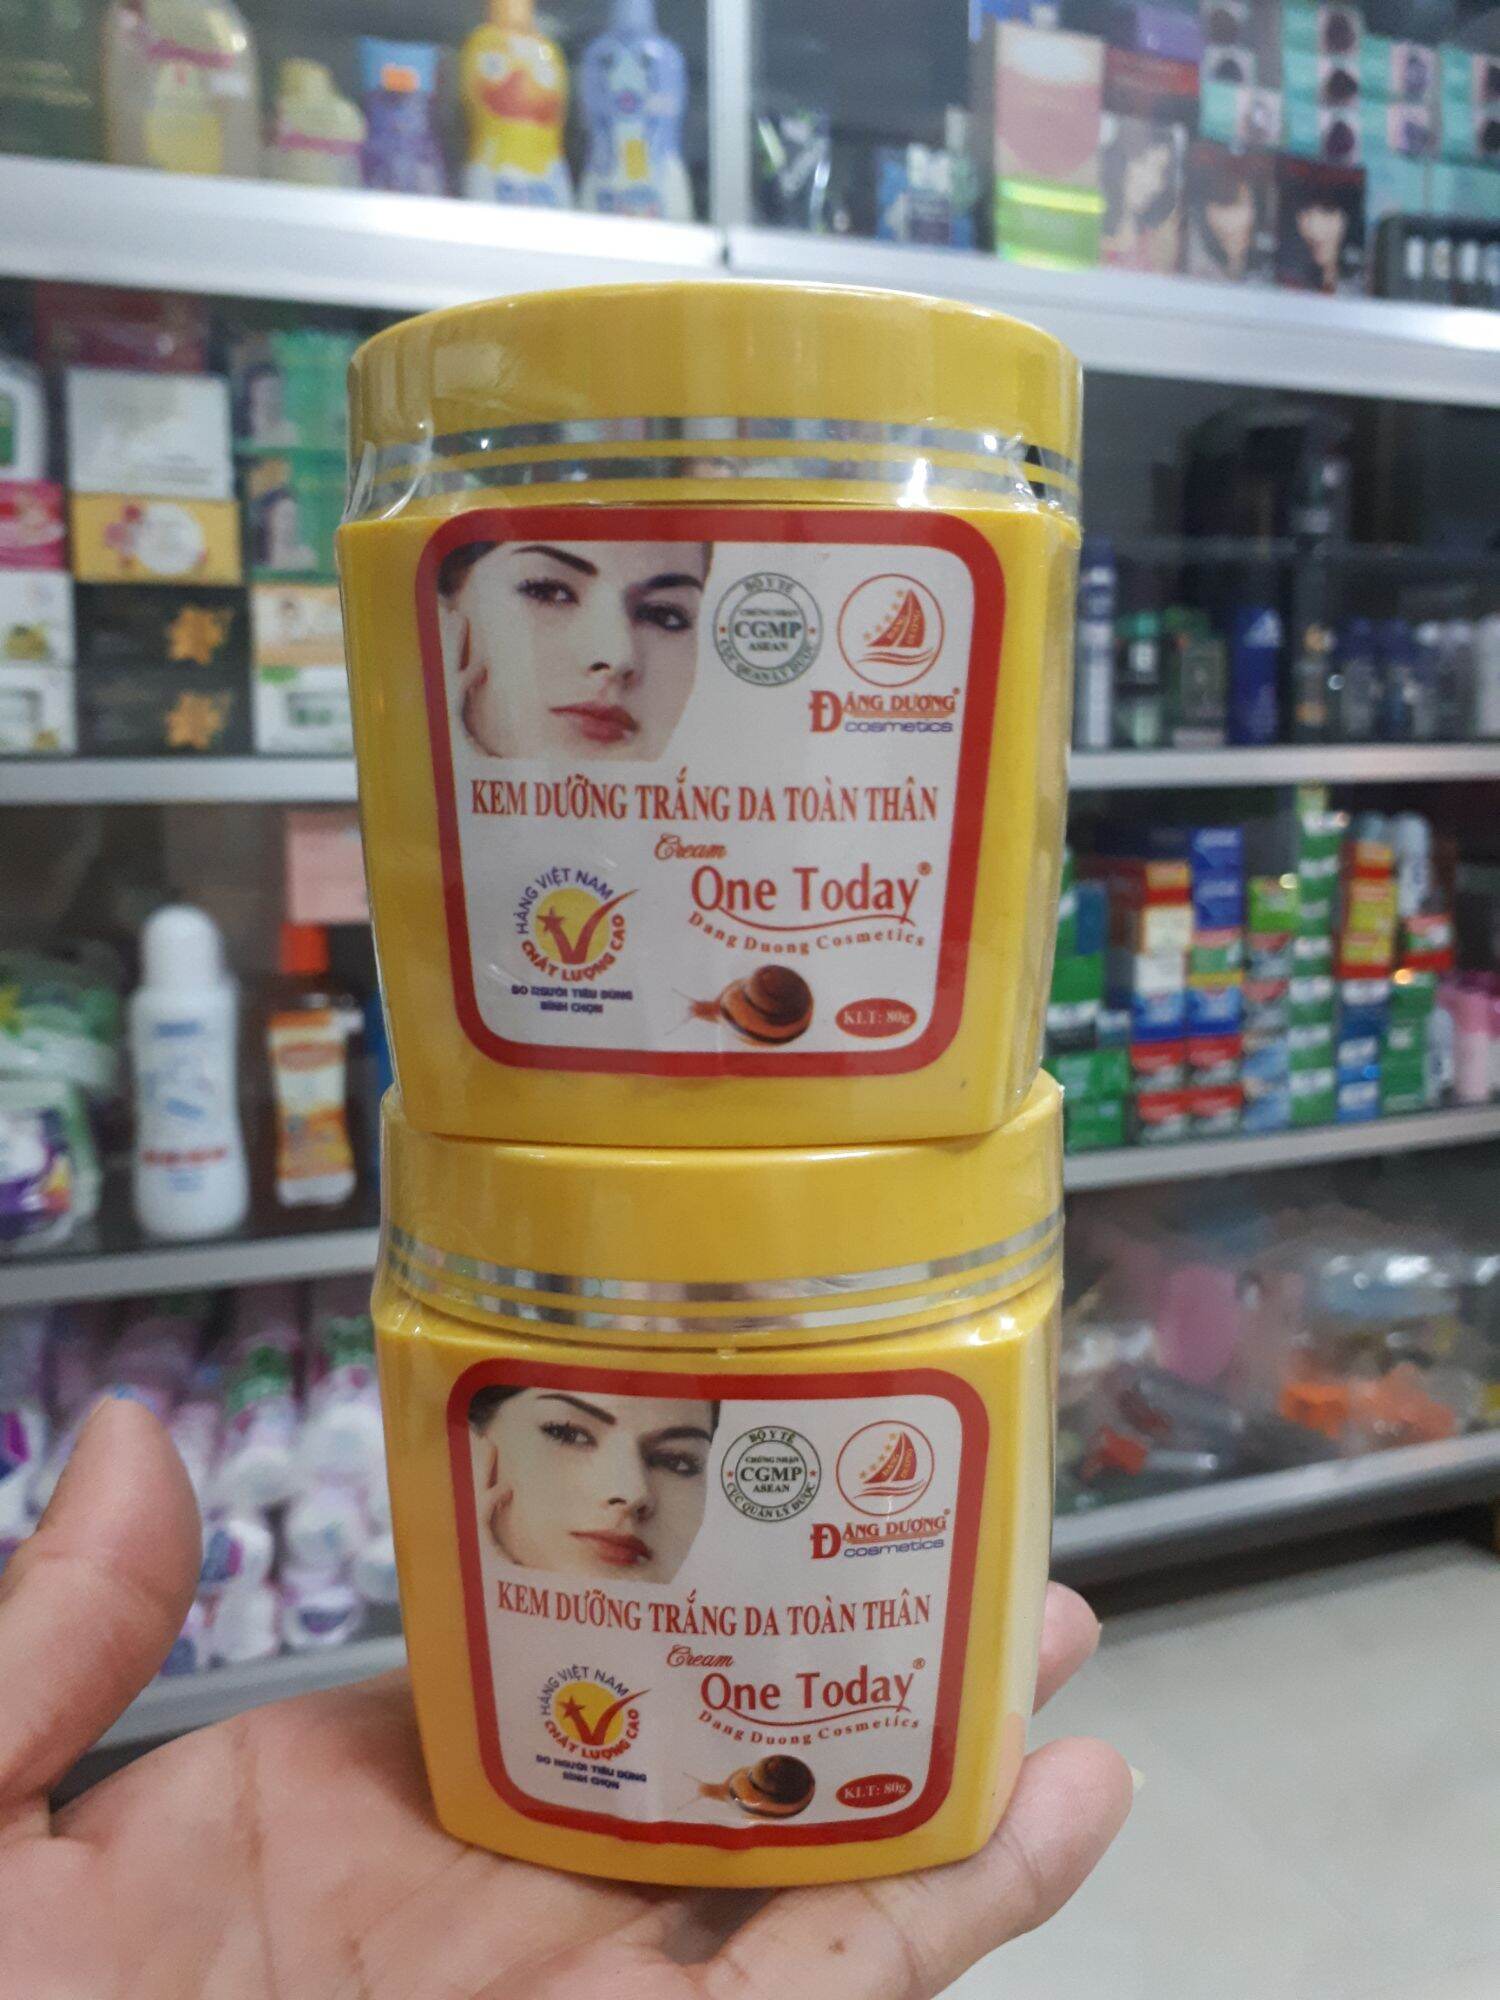 BỘ Y TẾ
CHỨNG NHẬN
CGMP
ASEAN
CỤC QUẢN LÝ DƯỢC
ĐĂNG DƯƠNG®
cosmetics
KEM DƯỠNG TRẮNG DA TOÀN THÂN
Cream
One Today®
Dang Duong Cosmetics
HÀNG VIỆT NAM
CHẤT LƯỢNG CAO
DO NGƯỜI TIÊU DÙNG
BÌNH CHỌN
KLT: 80g
BỘ Y TẾ
CHỨNG NHẬN
CGMP
ASEAN
CỤC QUẢN LÝ DƯỢC
ĐĂNG DƯƠNG®
cosmetics
KEM DƯỠNG TRẮNG DA TOÀN THÂN
Cream
One Today®
Dang Duong Cosmetics
HÀNG VIỆT NAM
CHẤT LƯỢNG CAO
DO NGƯỜI TIÊU DÙNG
BÌNH CHỌN
KLT: 80g